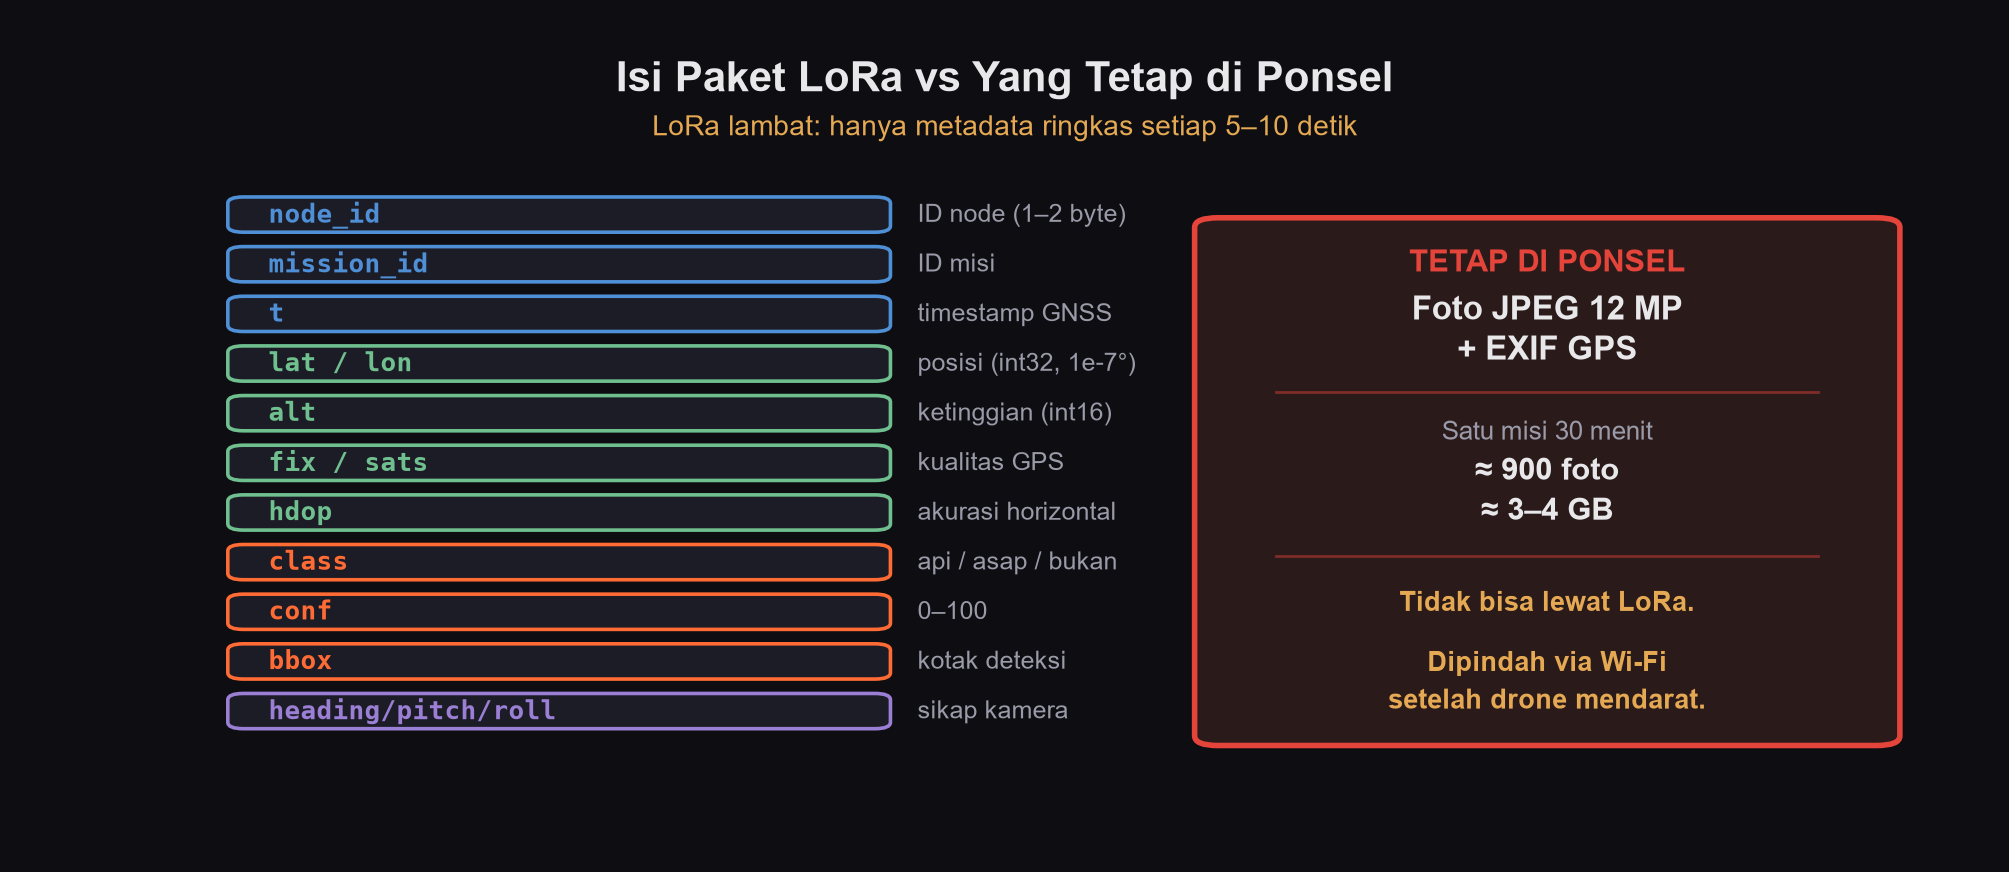 Isi Paket LoRa vs Yang Tetap di Ponsel
LoRa lambat: hanya metadata ringkas setiap 5–10 detik
node_id ID node (1–2 byte)
mission_id ID misi
t timestamp GNSS
lat / lon posisi (int32, 1e-7°)
alt ketinggian (int16)
fix / sats kualitas GPS
hdop akurasi horizontal
class api / asap / bukan
conf 0–100
bbox kotak deteksi
heading/pitch/roll sikap kamera
TETAP DI PONSEL
Foto JPEG 12 MP
+ EXIF GPS
Satu misi 30 menit
≈ 900 foto
≈ 3–4 GB
Tidak bisa lewat LoRa.
Dipindah via Wi-Fi
setelah drone mendarat.